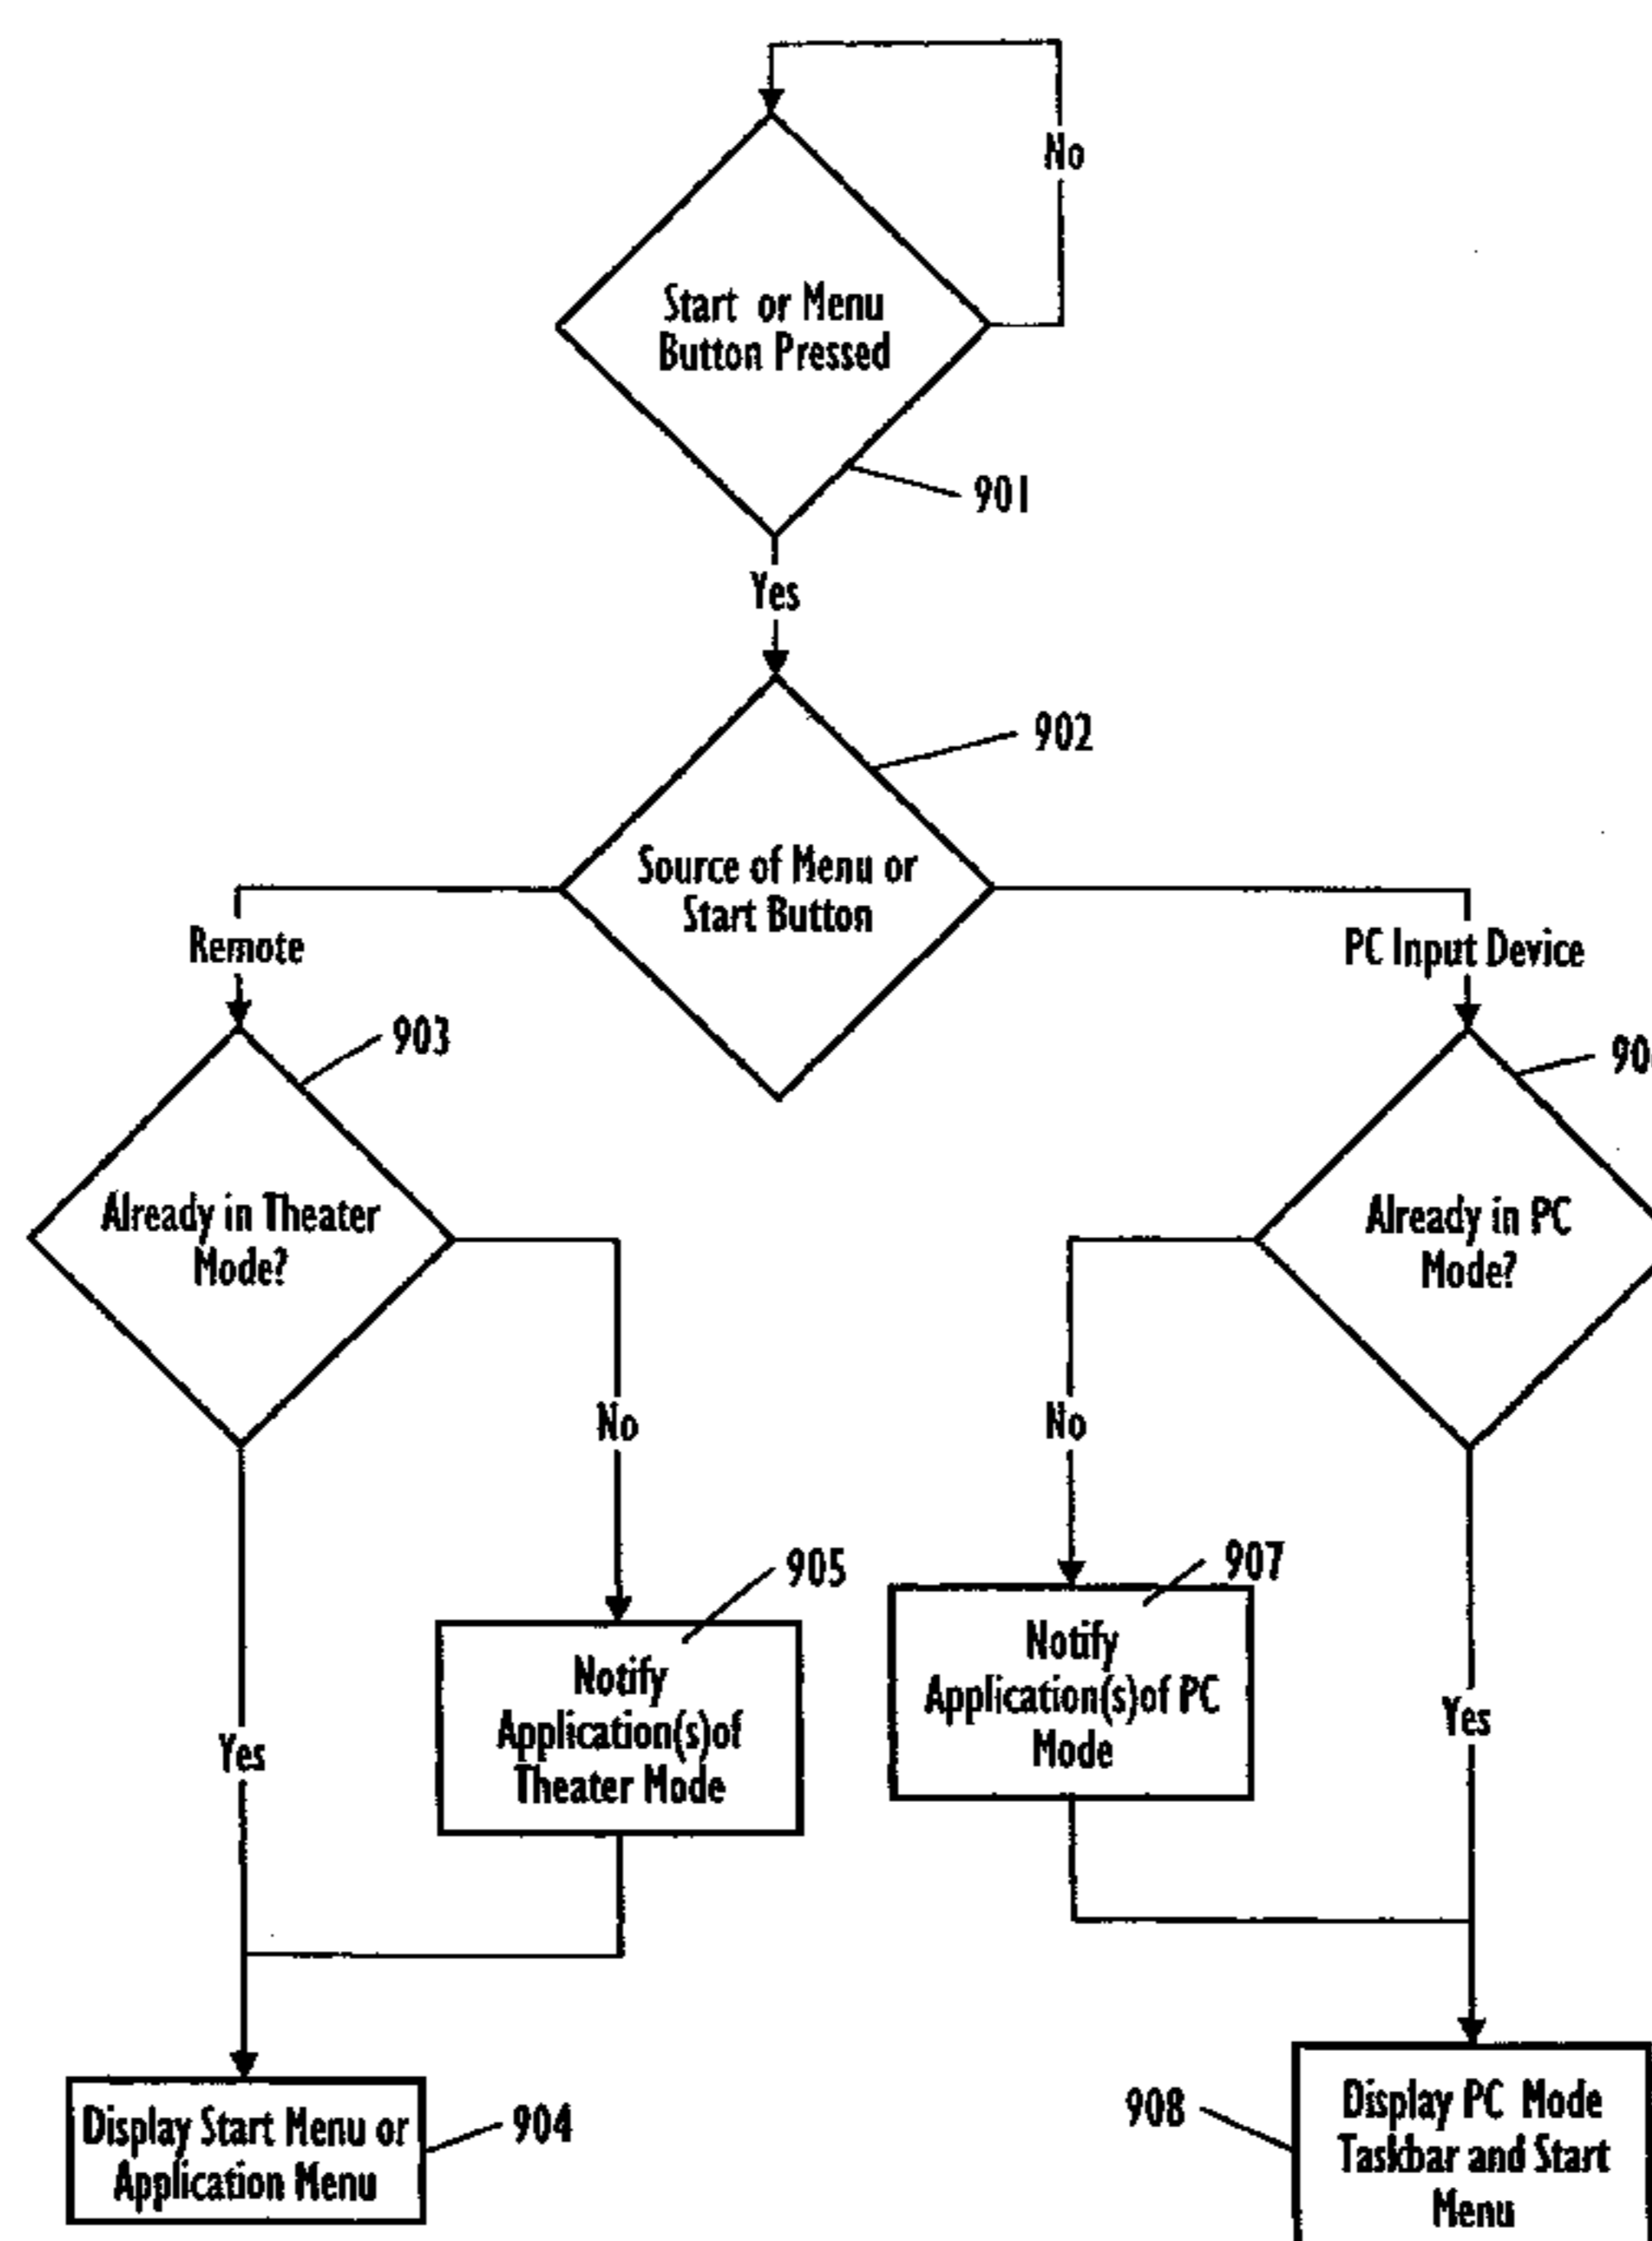 No
Start or Menu
Button Pressed
901
Yes
902
Source of Menu or
Start Button
Remote
PC Input Device
903
Already in Theater
Mode?
Already in PC
Mode?
No
No
905
907
Notify
Application(s)of
Theater Mode
Notify
Application(s)of PC
Mode
Yes
Yes
Display Start Menu or
Application Menu
904
908
Display PC Mode
Taskbar and Start
Menu